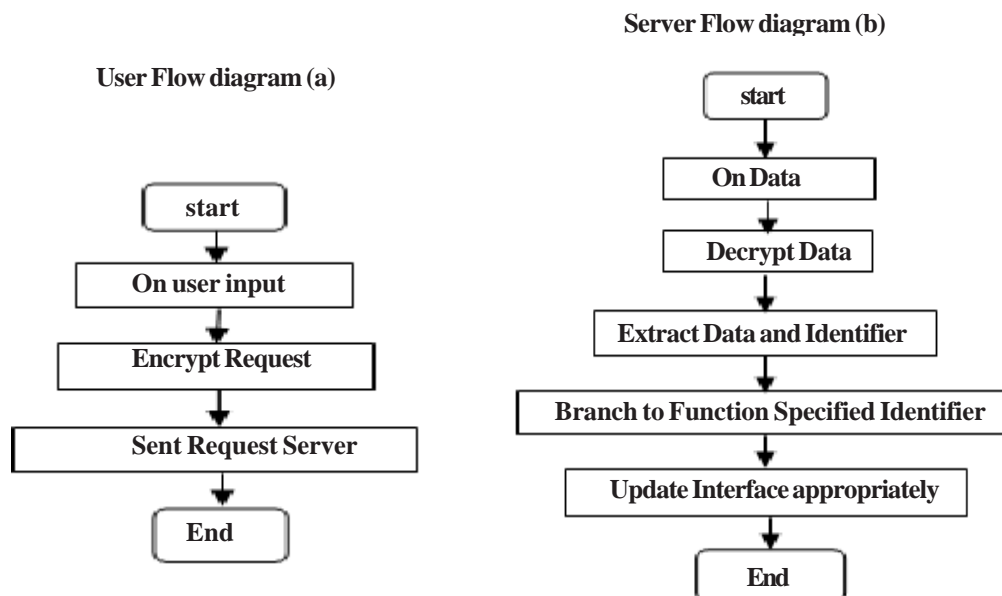 User Flow diagram (a)
start
On user input
Encrypt Request
Sent Request Server
End
Server Flow diagram (b)
start
On Data
Decrypt Data
Extract Data and Identifier
Branch to Function Specified Identifier
Update Interface appropriately
End